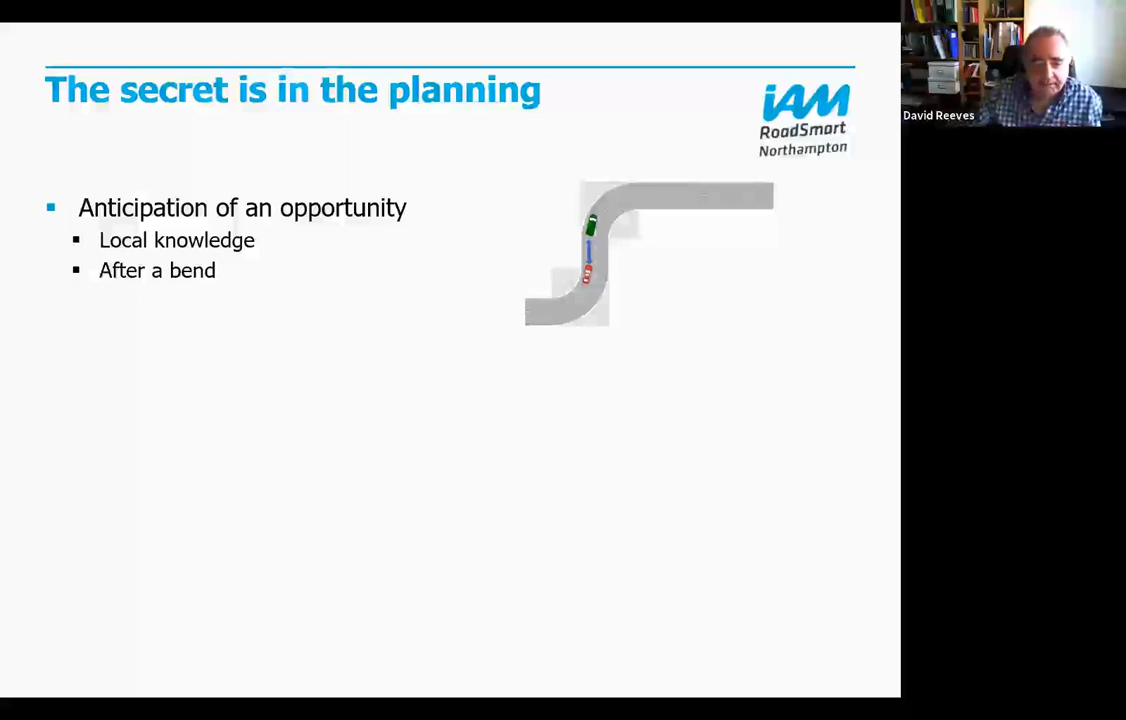 The secret is in the planning
iAM
RoadSmart
Northampton
David Reeves
Anticipation of an opportunity
Local knowledge
After a bend